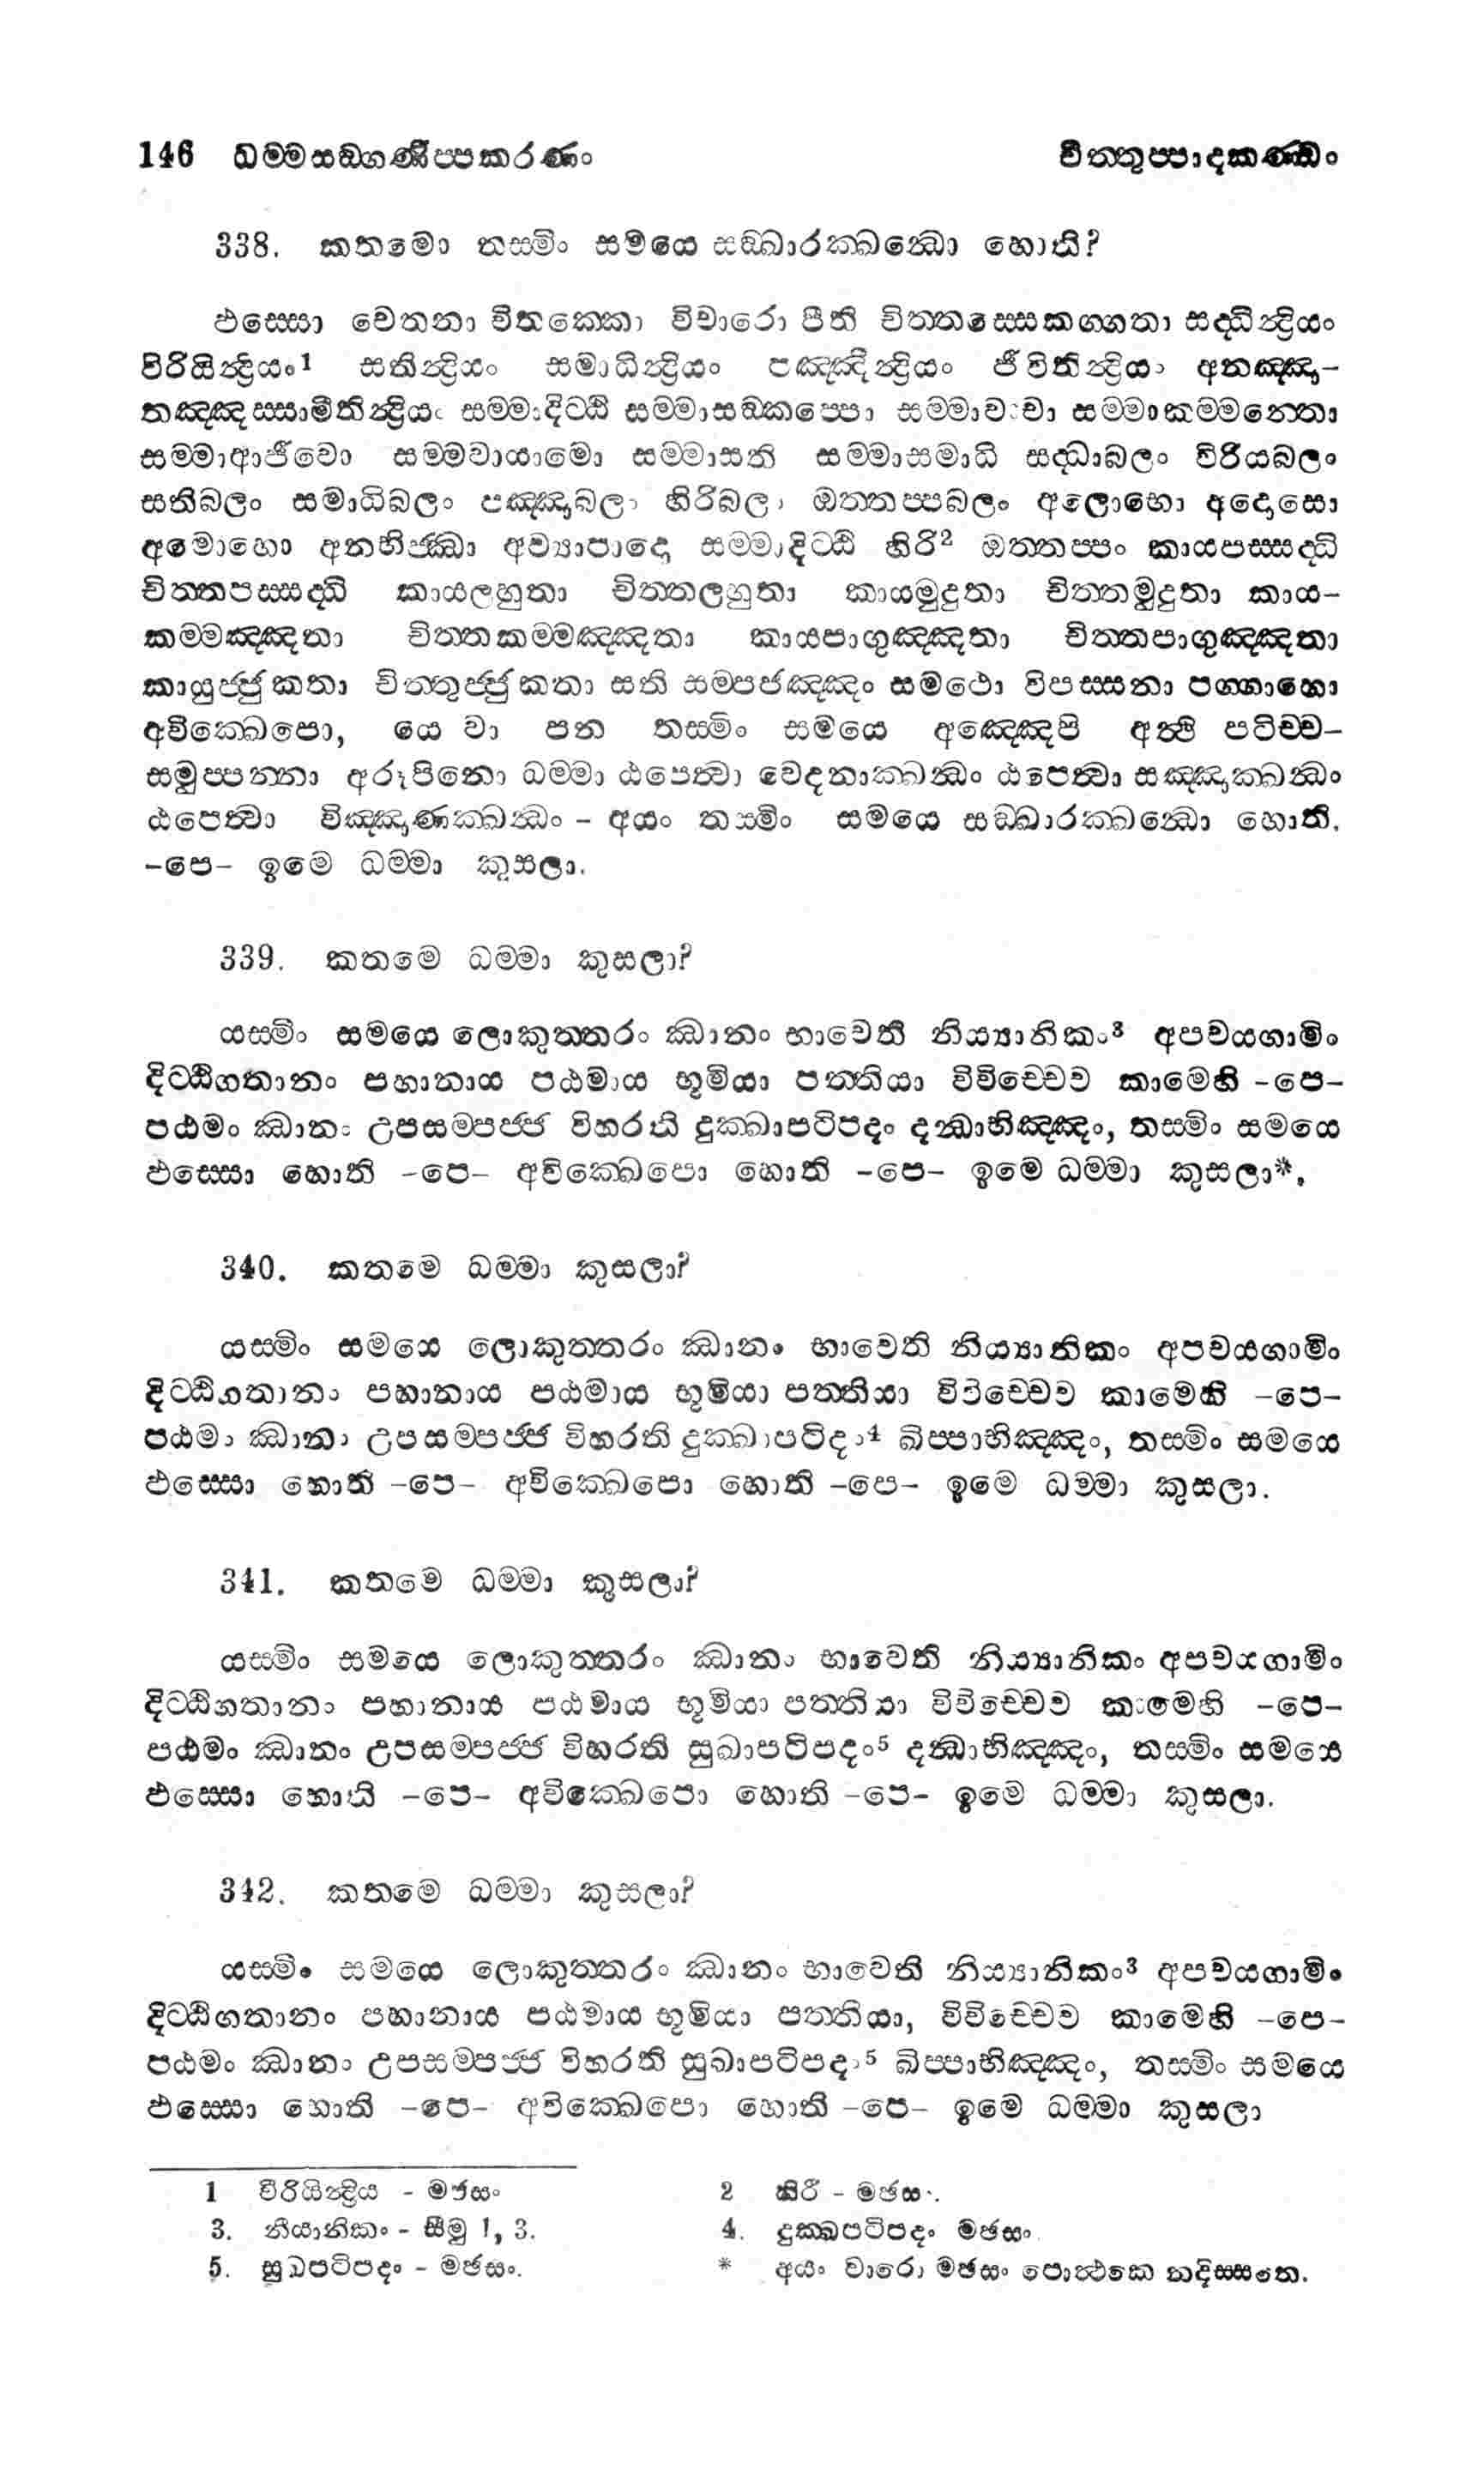 146 ධම්මසඞ්ගණිප්පකරණං චිත්තුප්පාදකණ්ඩං
338. කතමො තස්මිං සමයෙ සඞ්ඛාරක්ඛන්ධො හොති?
ඵස්සො චෙතනා විතක්කො විචාරො පීති චිත්තස්සෙකග්ගතා සද්ධින්ද්‍රියං
විරියින්ද්‍රියං¹ සතින්ද්‍රියං සමාධින්ද්‍රියං පඤ්ඤින්ද්‍රියං ජීවිතින්ද්‍රියං අනඤ්ඤා-
තඤ්ඤස්සාමීතින්ද්‍රියං සම්මාදිට්ඨි සම්මාසඞ්කප්පො සම්මාවාචා සම්මාකම්මන්තො
සම්මාආජීවො සම්මවායාමො සම්මාසති සම්මාසමාධි සද්ධාබලං විරියබලං
සතිබලං සමාධිබලං පඤ්ඤාබලං හිරිබලං ඔත්තප්පබලං අලොභො අදොසො
අමොහො අනභිජ්ඣා අව්‍යාපාදො සම්මාදිට්ඨි හිරි² ඔත්තප්පං කායපස්සද්ධි
චිත්තපස්සද්ධි කායලහුතා චිත්තලහුතා කායමුදුතා චිත්තමුදුතා කාය-
කම්මඤ්ඤතා චිත්තකම්මඤ්ඤතා කායපාගුඤ්ඤතා චිත්තපාගුඤ්ඤතා
කායුජ්ජුකතා චිත්තුජ්ජුකතා සති සම්පජඤ්ඤං සමථො විපස්සනා පග්ගාහො
අවික්ඛෙපො, යෙ වා පන තස්මිං සමයෙ අඤ්ඤෙපි අත්ථි පටිච්ච-
සමුප්පන්නා අරූපිනො ධම්මා ඨපෙත්වා වෙදනාක්ඛන්ධං ඨපෙත්වා සඤ්ඤාක්ඛන්ධං
ඨපෙත්වා විඤ්ඤාණක්ඛන්ධං - අයං තස්මිං සමයෙ සඞ්ඛාරක්ඛන්ධො හොති.
-පෙ- ඉමෙ ධම්මා කුසලා.
339. කතමෙ ධම්මා කුසලා?
යස්මිං සමයෙ ලොකුත්තරං ඣානං භාවෙති නිය්‍යානිකං³ අපචයගාමිං
දිට්ඨිගතානං පහානාය පඨමාය භූමියා පත්තියා විවිච්චෙව කාමෙහි -පෙ-
පඨමං ඣානං උපසම්පජ්ජ විහරති දුක්ඛාපටිපදං දන්ධාභිඤ්ඤං, තස්මිං සමයෙ
ඵස්සො හොති -පෙ- අවික්ඛෙපො හොති -පෙ- ඉමෙ ධම්මා කුසලා*.
340. කතමෙ ධම්මා කුසලා?
යස්මිං සමයෙ ලොකුත්තරං ඣානං භාවෙති නිය්‍යානිකං අපචයගාමිං
දිට්ඨිගතානං පහානාය පඨමාය භූමියා පත්තියා විවිච්චෙව කාමෙහි -පෙ-
පඨමං ඣානං උපසම්පජ්ජ විහරති දුක්ඛාපටිදං⁴ ඛිප්පාභිඤ්ඤං, තස්මිං සමයෙ
ඵස්සො හොති -පෙ- අවික්ඛෙපො හොති -පෙ- ඉමෙ ධම්මා කුසලා.
341. කතමෙ ධම්මා කුසලා?
යස්මිං සමයෙ ලොකුත්තරං ඣානං භාවෙති නිය්‍යානිකං අපචයගාමිං
දිට්ඨිගතානං පහානාය පඨමාය භූමියා පත්තියා විවිච්චෙව කාමෙහි -පෙ-
පඨමං ඣානං උපසම්පජ්ජ විහරති සුඛාපටිපදං⁵ දන්ධාභිඤ්ඤං, තස්මිං සමයෙ
ඵස්සො හොති -පෙ- අවික්ඛෙපො හොති -පෙ- ඉමෙ ධම්මා කුසලා.
342. කතමෙ ධම්මා කුසලා?
යස්මිං සමයෙ ලොකුත්තරං ඣානං භාවෙති නිය්‍යානිකං³ අපචයගාමිං
දිට්ඨිගතානං පහානාය පඨමාය භූමියා පත්තියා, විවිච්චෙව කාමෙහි -පෙ-
පඨමං ඣානං උපසම්පජ්ජ විහරති සුඛාපටිපදං⁵ ඛිප්පාභිඤ්ඤං, තස්මිං සමයෙ
ඵස්සො හොති -පෙ- අවික්ඛෙපො හොති -පෙ- ඉමෙ ධම්මා කුසලා
1 වීරියින්ද්‍රිය - මජසං 2 හිරී - මඡසං.
3. නීයානිකං - සීමු 1, 3. 4. දුක්ඛපටිපදං මඡසං.
5. සුඛපටිපදං - මඡසං. * අයං වාරො මඡසං පොත්ථකෙ නදිස්සතෙ.